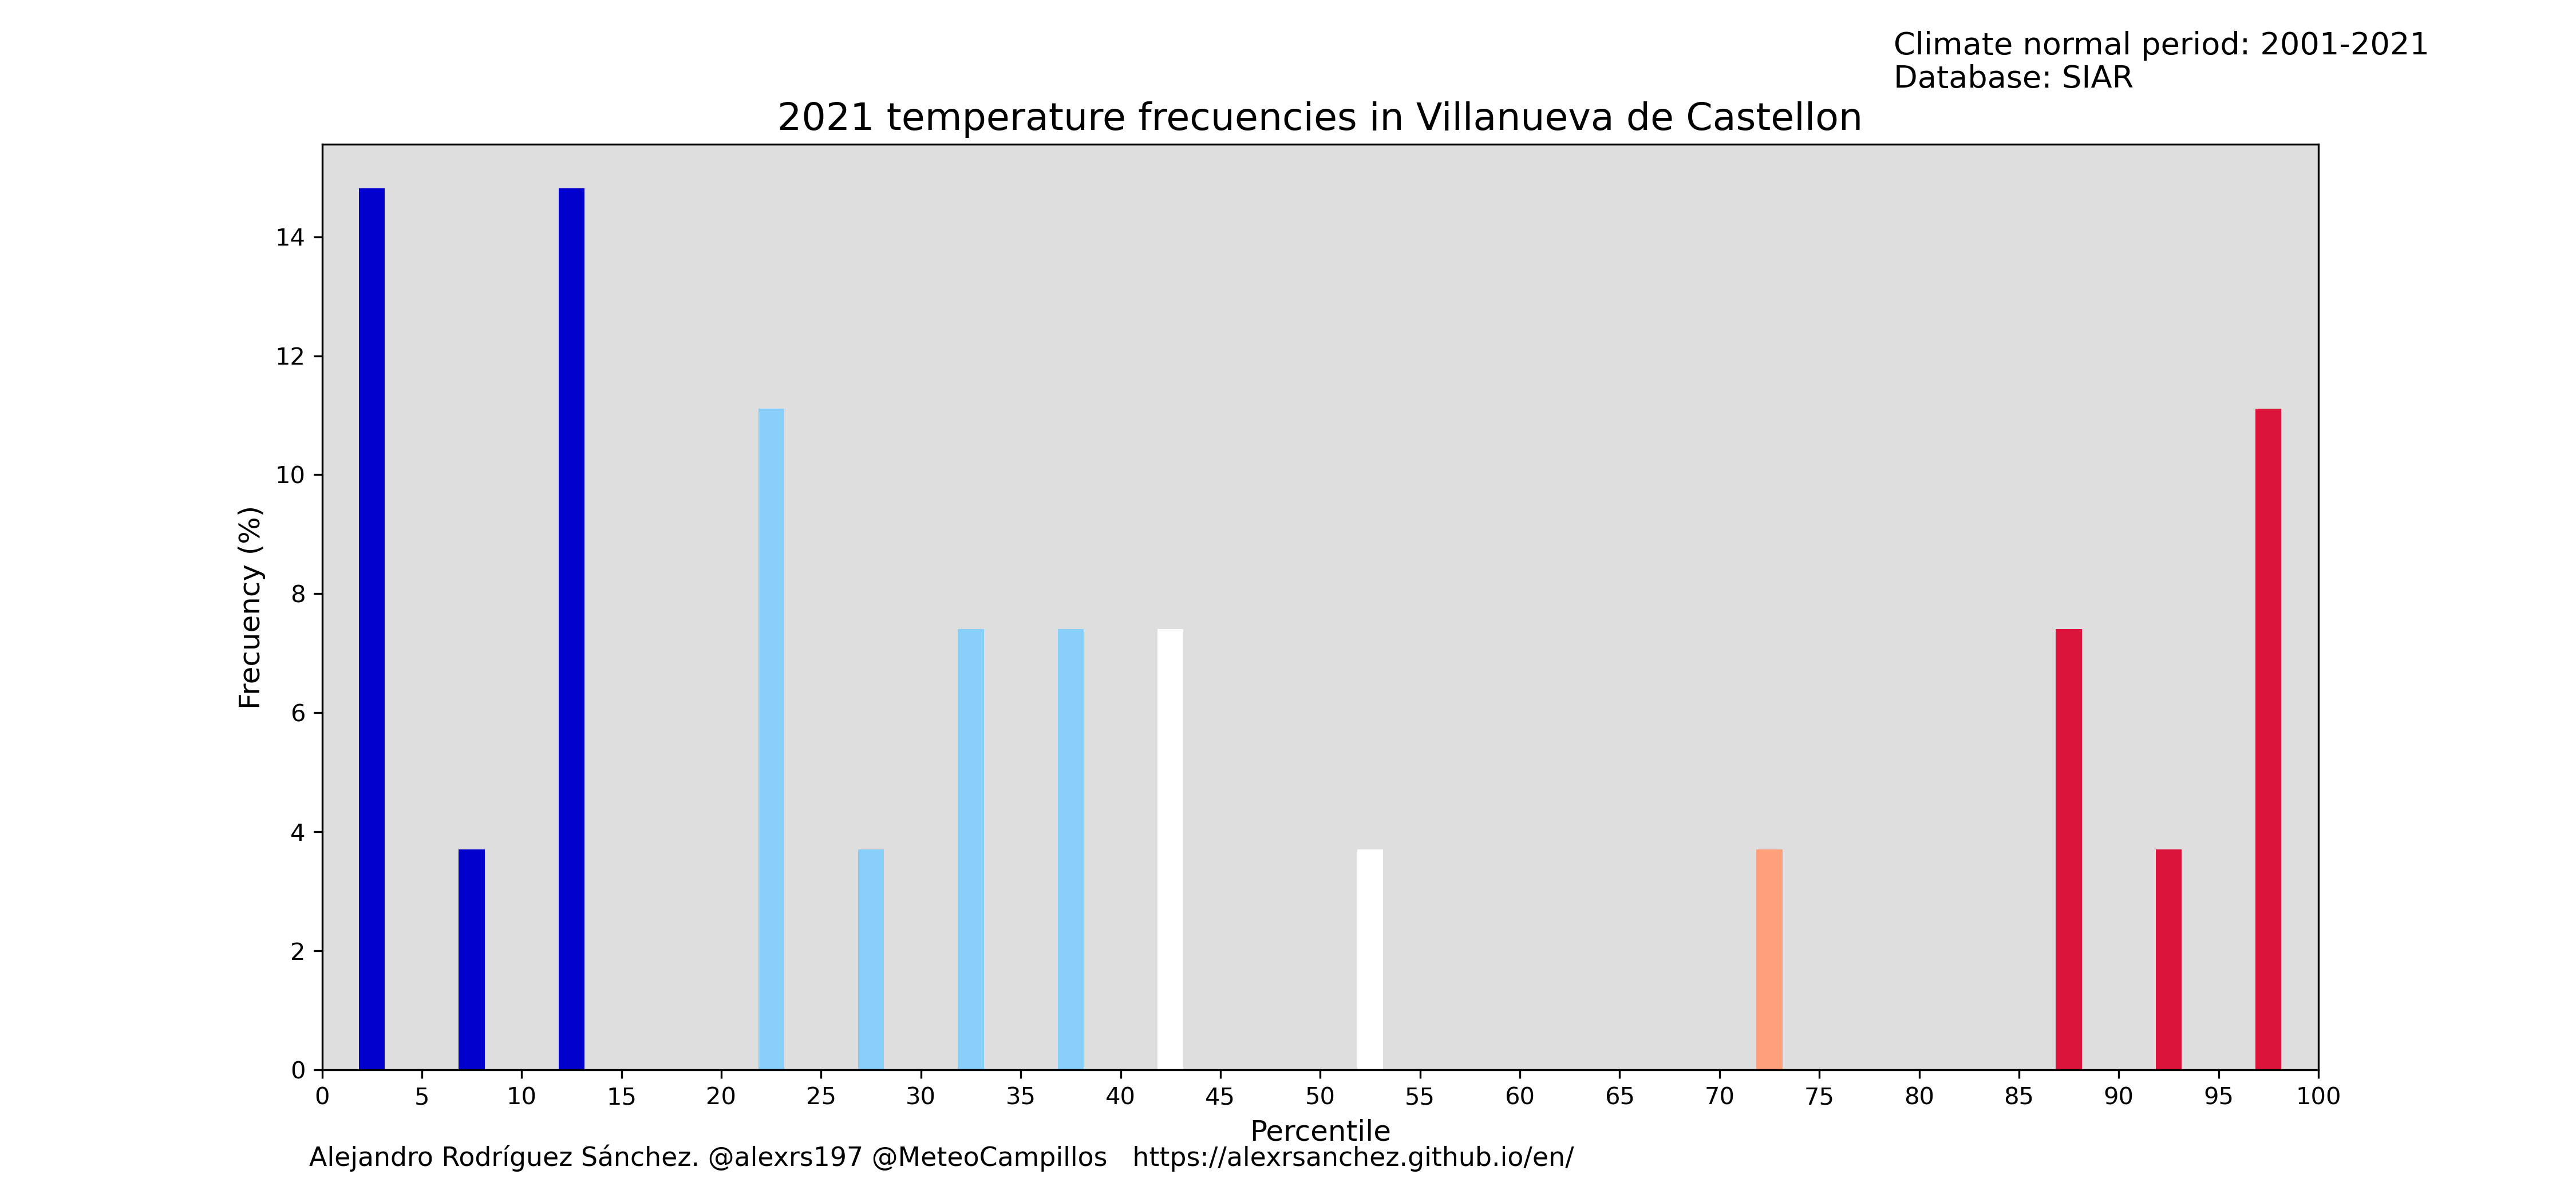 Climate normal period: 2001-2021
Database: SIAR
2021 temperature frecuencies in Villanueva de Castellon
Frecuency (%)
14
12
10
8
6
4
2
0
0 5 10 15 20 25 30 35 40 45 50 55 60 65 70 75 80 85 90 95 100
Percentile
Alejandro Rodríguez Sánchez. @alexrs197 @MeteoCampillos https://alexrsanchez.github.io/en/